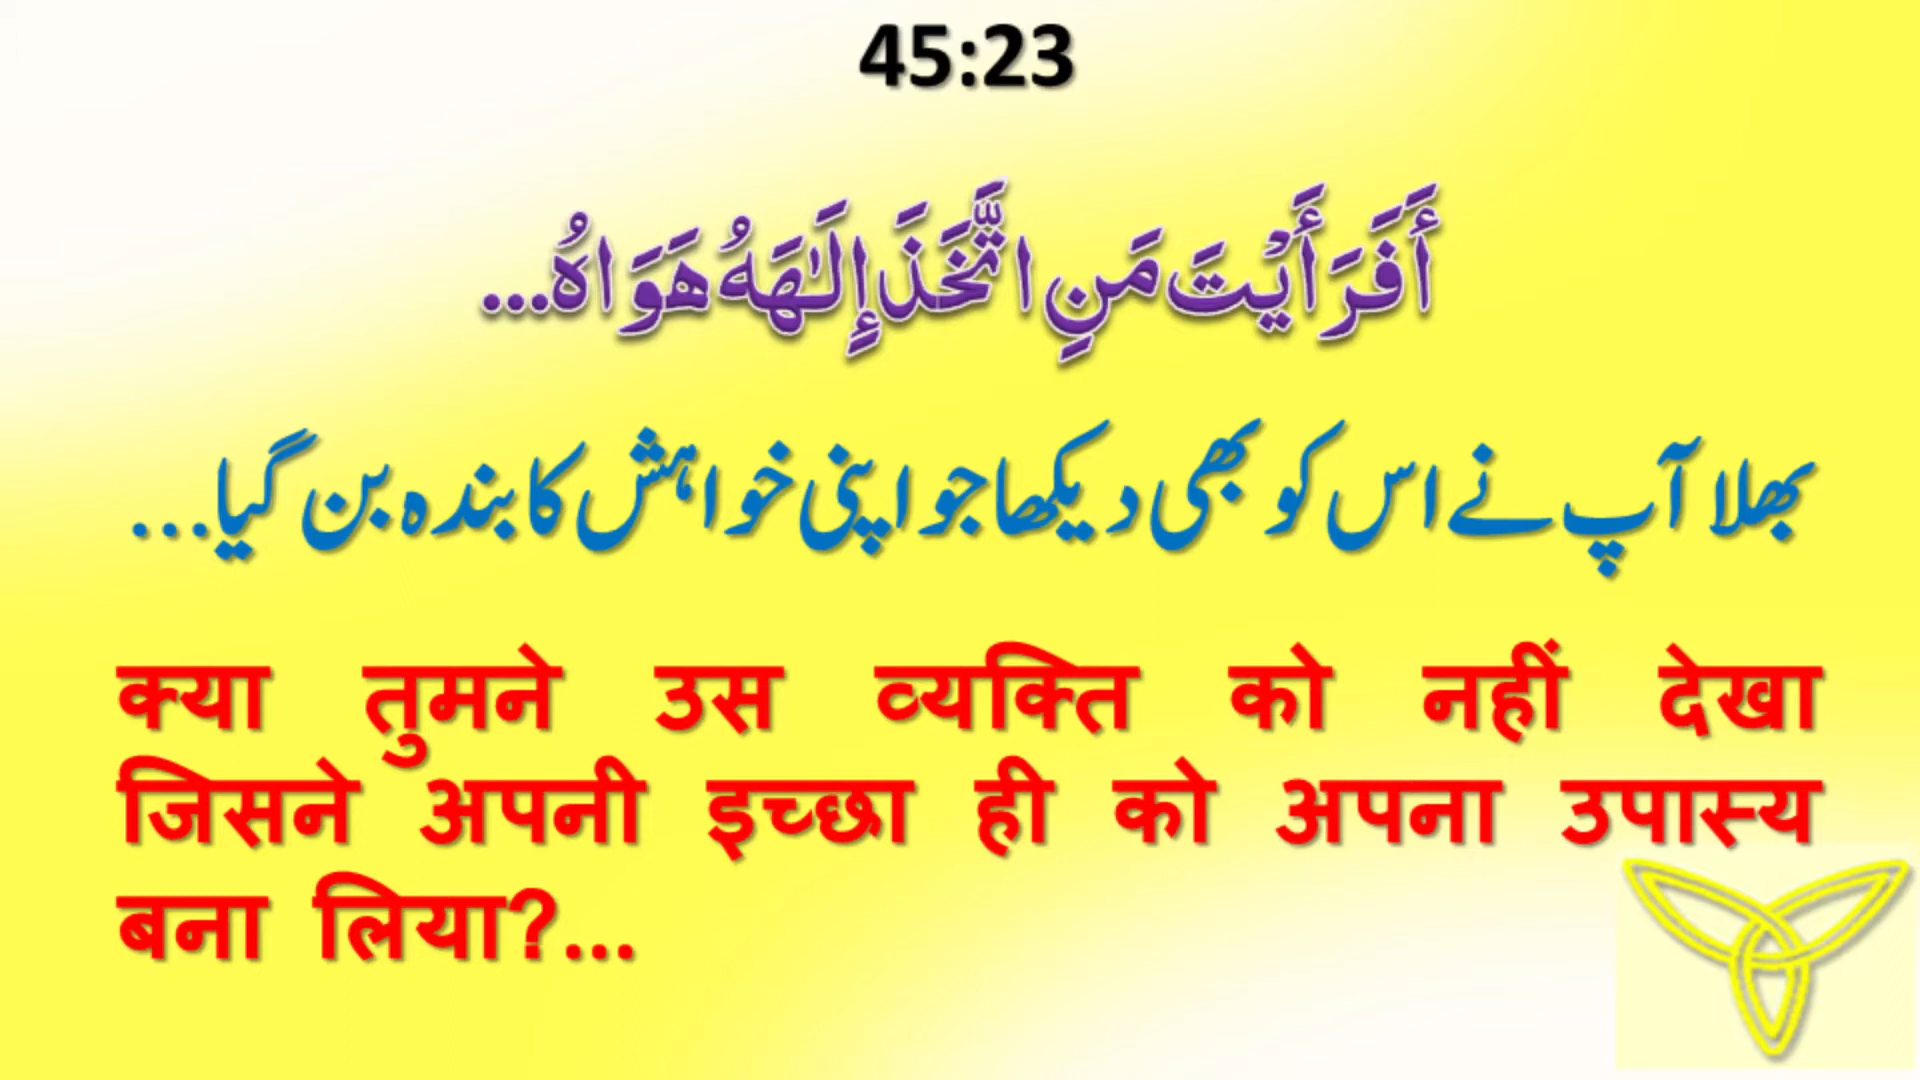 45:23
أَفَرَأَيْتَ مَنِ اتَّخَذَ إِلَٰهَهُ هَوَاهُ...
بھلا آپ نے اس کو بھی دیکھا جو اپنی خواہش کا بندہ بن گیا...
क्या तुमने उस व्यक्ति को नहीं देखा
जिसने अपनी इच्छा ही को अपना उपास्य
बना लिया?...